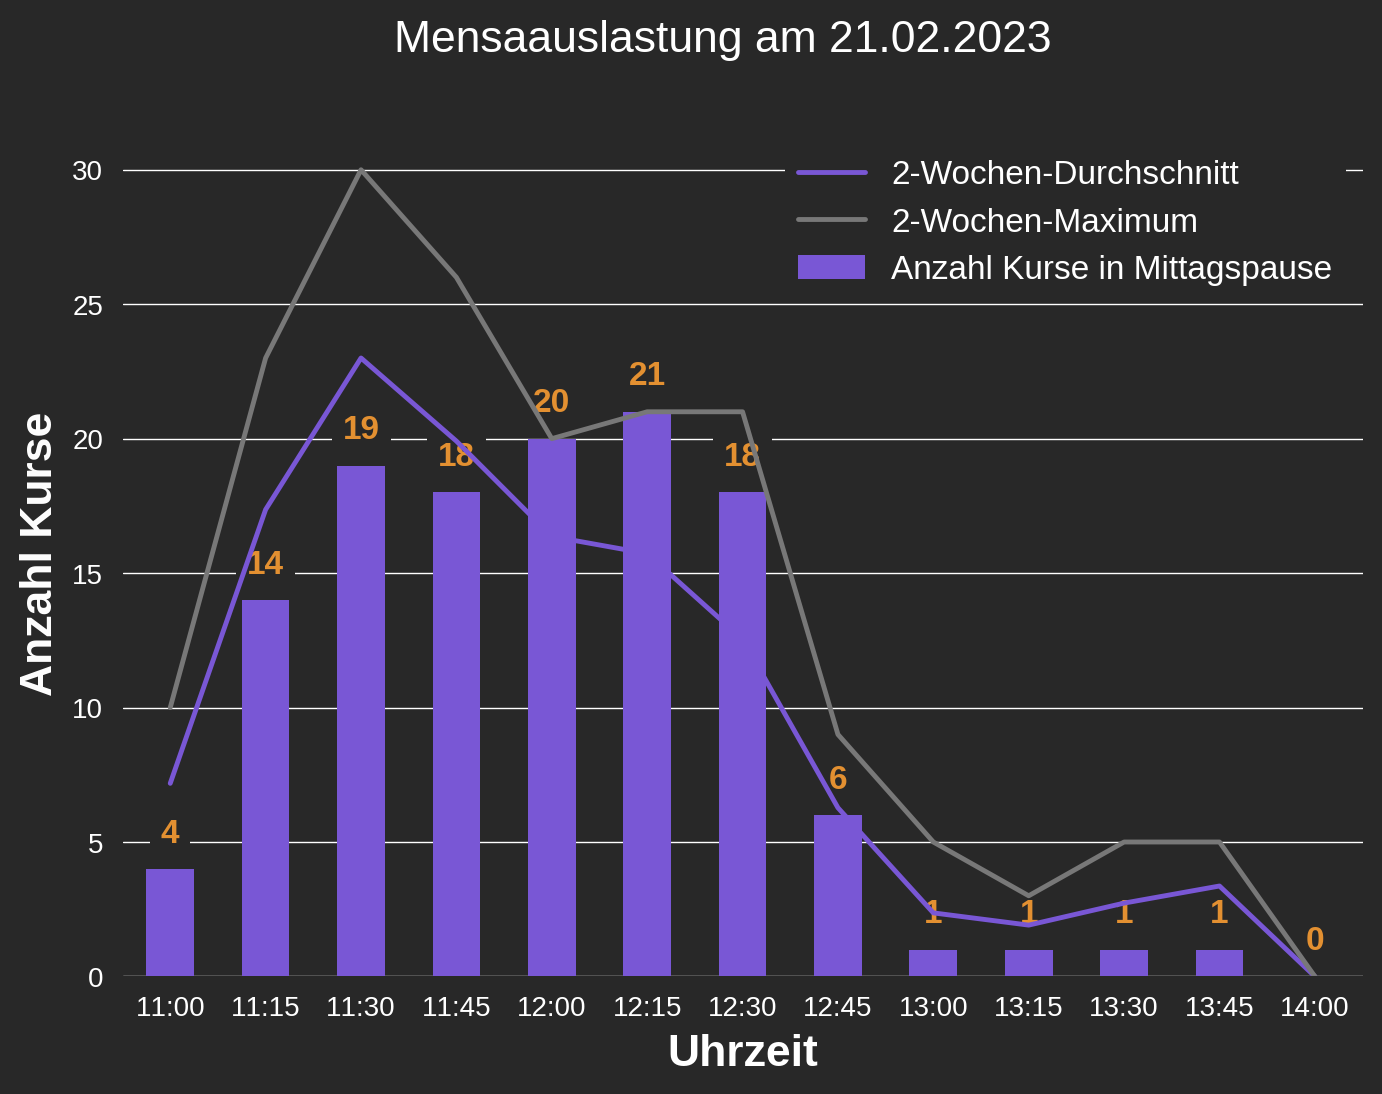 Mensaauslastung am 21.02.2023
2-Wochen-Durchschnitt
2-Wochen-Maximum
Anzahl Kurse in Mittagspause
Anzahl Kurse
30
25
20
15
10
5
0
4
14
19
18
20
21
18
6
1
1
1
1
0
11:00 11:15 11:30 11:45 12:00 12:15 12:30 12:45 13:00 13:15 13:30 13:45 14:00
Uhrzeit